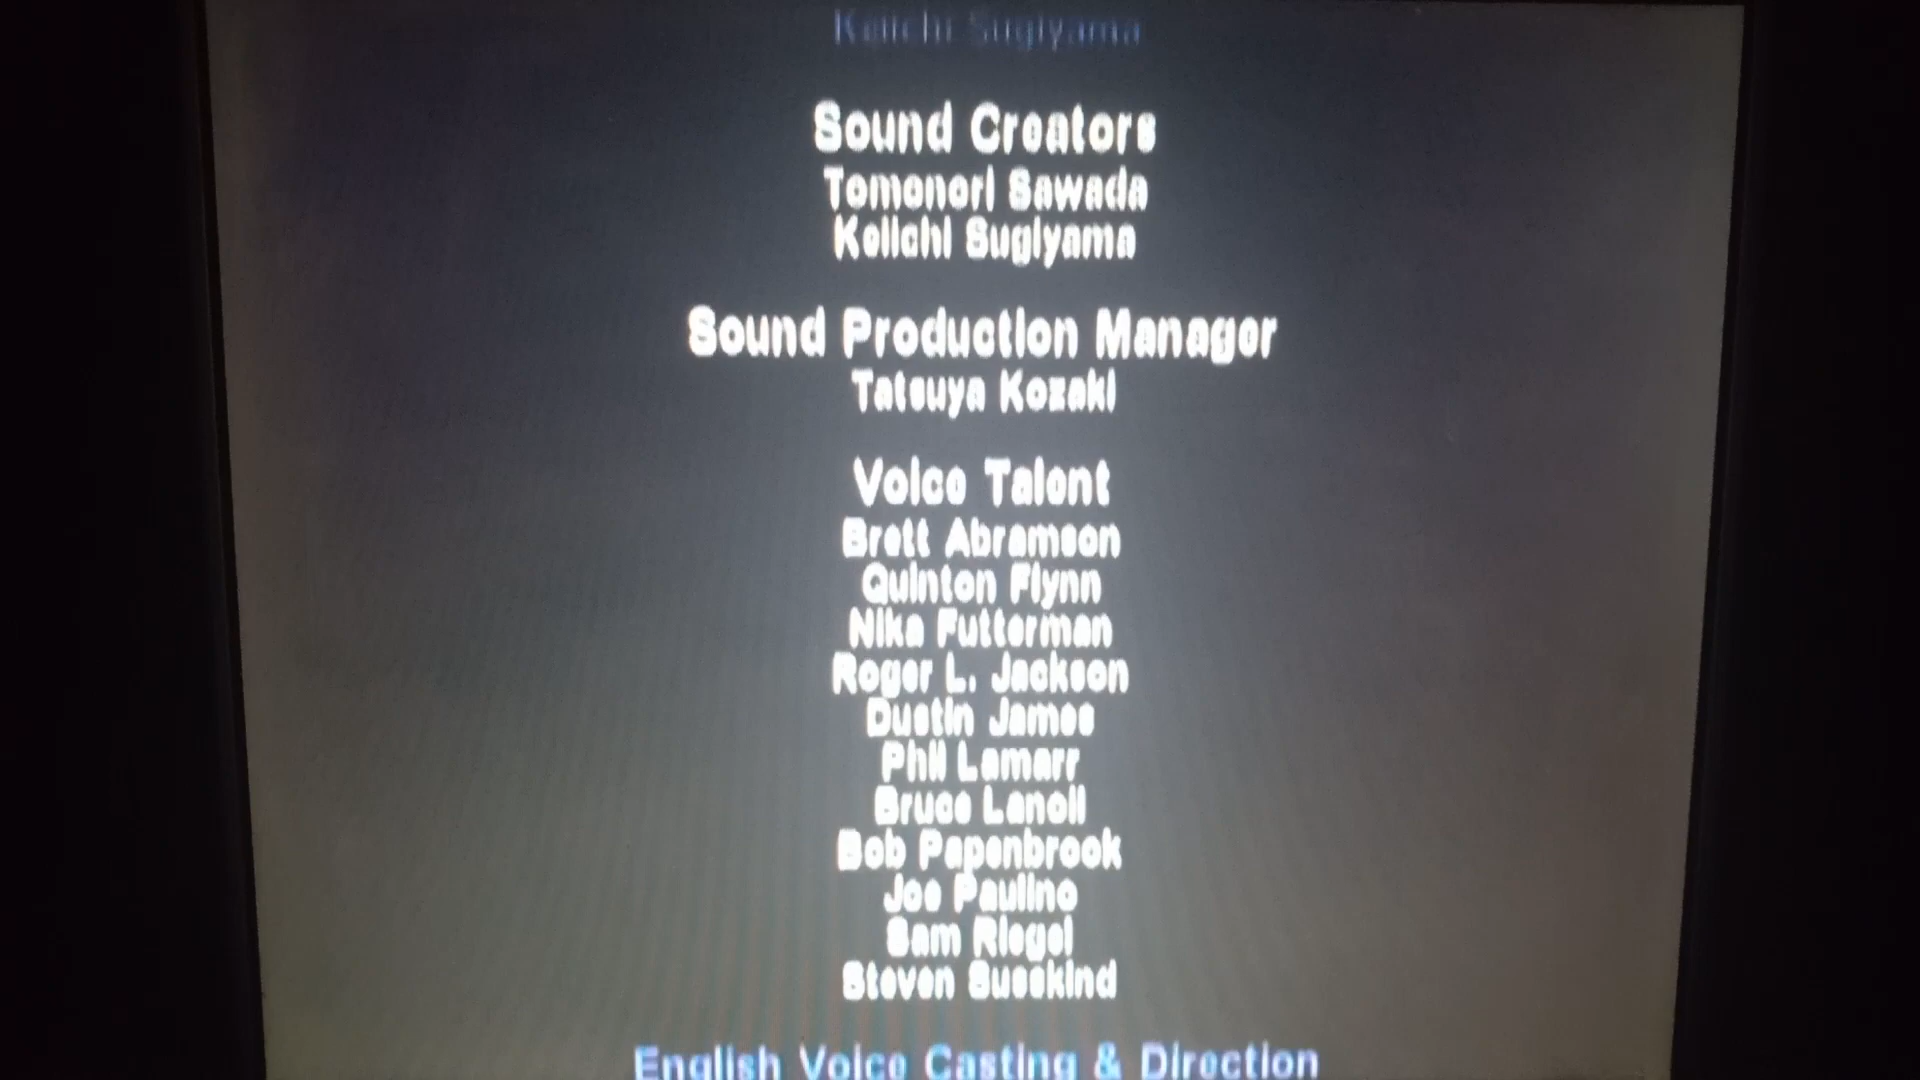 Keiichi Sugiyama
Sound Creators
Tomonori Sawada
Keiichi Sugiyama
Sound Production Manager
Tatsuya Kozaki
Voice Talent
Brett Abramson
Quinton Flynn
Nika Futterman
Roger L. Jackson
Dustin James
Phil Lamarr
Bruce Lanoil
Bob Papenbrook
Joe Paulino
Sam Riegel
Steven Susskind
English Voice Casting & Direction